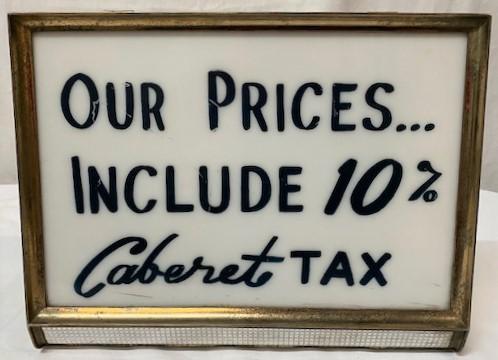 OUR PRICES...
INCLUDE 10%
Caberet TAX